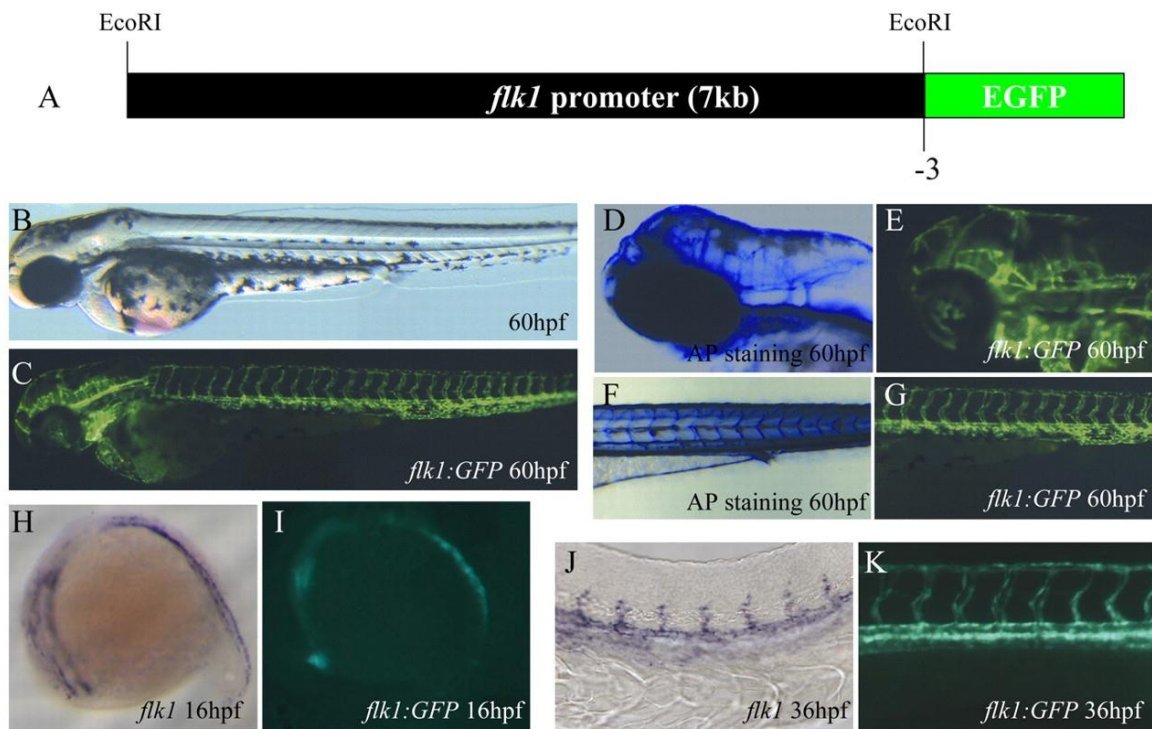 EcoRI
EcoRI
A
flk1 promoter (7kb)
EGFP
-3
B
60hpf
C
flk1:GFP 60hpf
D
AP staining 60hpf
E
flk1:GFP 60hpf
F
AP staining 60hpf
G
flk1:GFP 60hpf
H
flk1 16hpf
I
flk1:GFP 16hpf
J
flk1 36hpf
K
flk1:GFP 36hpf